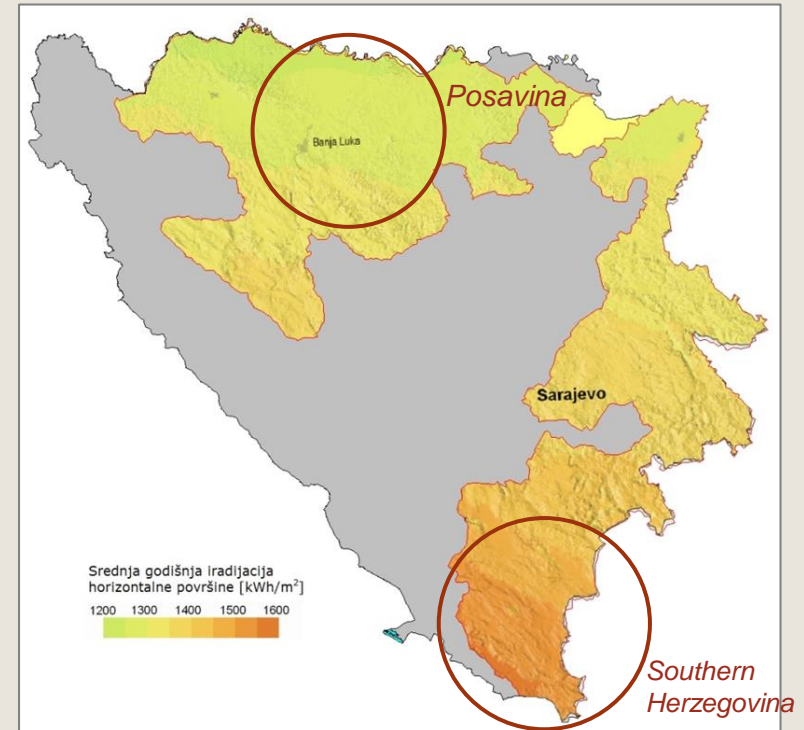 Posavina
Banja Luka
Sarajevo
Srednja godišnja iradijacija
horizontalne površine [kWh/m²]
1200 1300 1400 1500 1600
Southern
Herzegovina